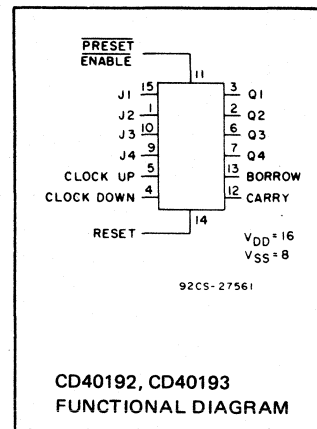 PRESET
ENABLE
11
J1 15 3 Q1
J2 1 2 Q2
J3 10 6 Q3
J4 9 7 Q4
CLOCK UP 5 13 BORROW
CLOCK DOWN 4 12 CARRY
RESET 14
VDD = 16
VSS = 8
92CS-27561
CD40192, CD40193
FUNCTIONAL DIAGRAM